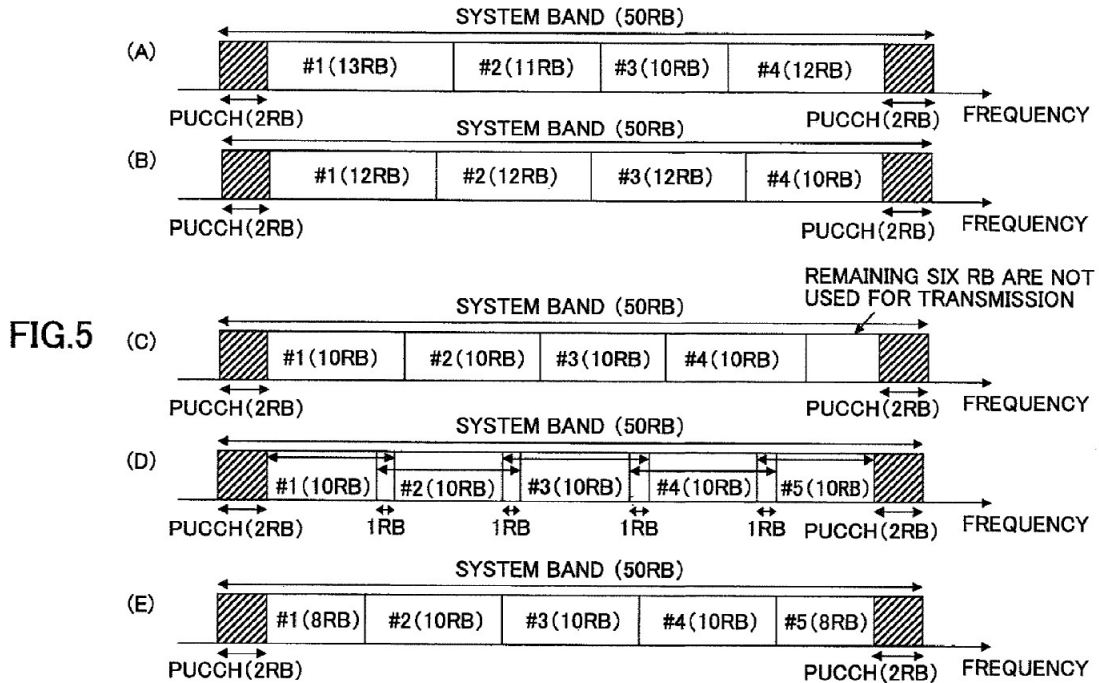 FIG.5
(A)
SYSTEM BAND (50RB)
#1(13RB) #2(11RB) #3(10RB) #4(12RB)
PUCCH(2RB) PUCCH(2RB) FREQUENCY
(B)
SYSTEM BAND (50RB)
#1(12RB) #2(12RB) #3(12RB) #4(10RB)
PUCCH(2RB) PUCCH(2RB) FREQUENCY
REMAINING SIX RB ARE NOT
USED FOR TRANSMISSION
(C)
SYSTEM BAND (50RB)
#1(10RB) #2(10RB) #3(10RB) #4(10RB)
PUCCH(2RB) PUCCH(2RB) FREQUENCY
(D)
SYSTEM BAND (50RB)
#1(10RB) #2(10RB) #3(10RB) #4(10RB) #5(10RB)
PUCCH(2RB) 1RB 1RB 1RB 1RB PUCCH(2RB) FREQUENCY
(E)
SYSTEM BAND (50RB)
#1(8RB) #2(10RB) #3(10RB) #4(10RB) #5(8RB)
PUCCH(2RB) PUCCH(2RB) FREQUENCY